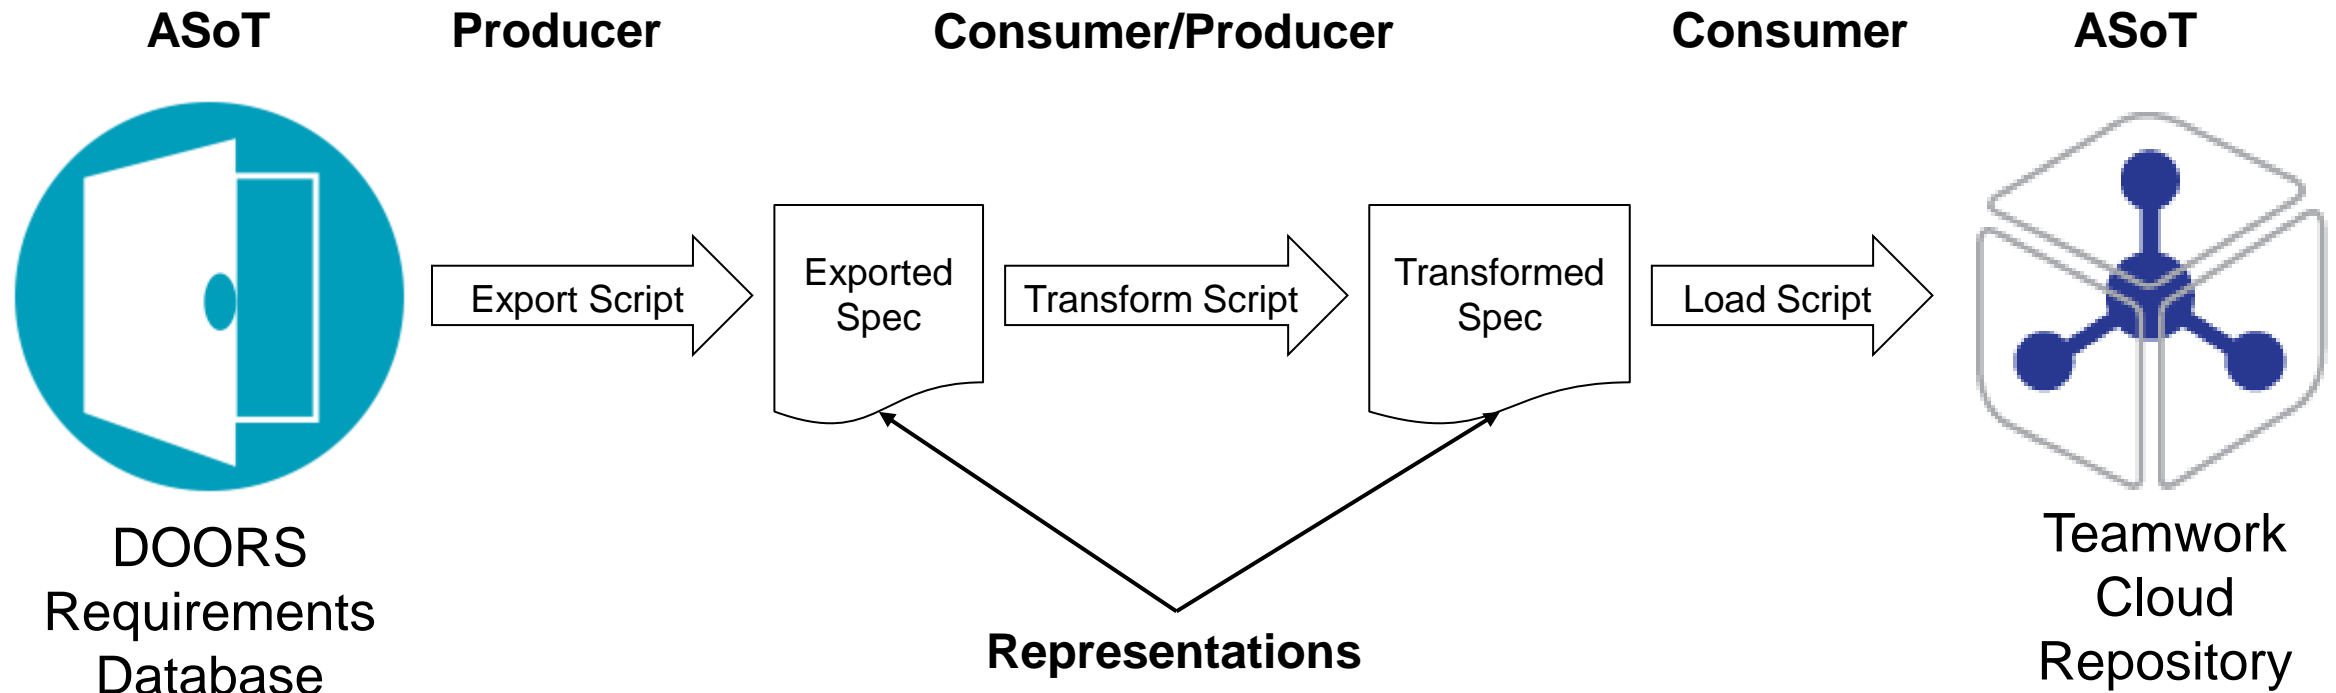 ASoT
Producer
Consumer/Producer
Consumer
ASoT
Export Script
Exported
Spec
Transform Script
Transformed
Spec
Load Script
DOORS
Requirements
Database
Representations
Teamwork
Cloud
Repository